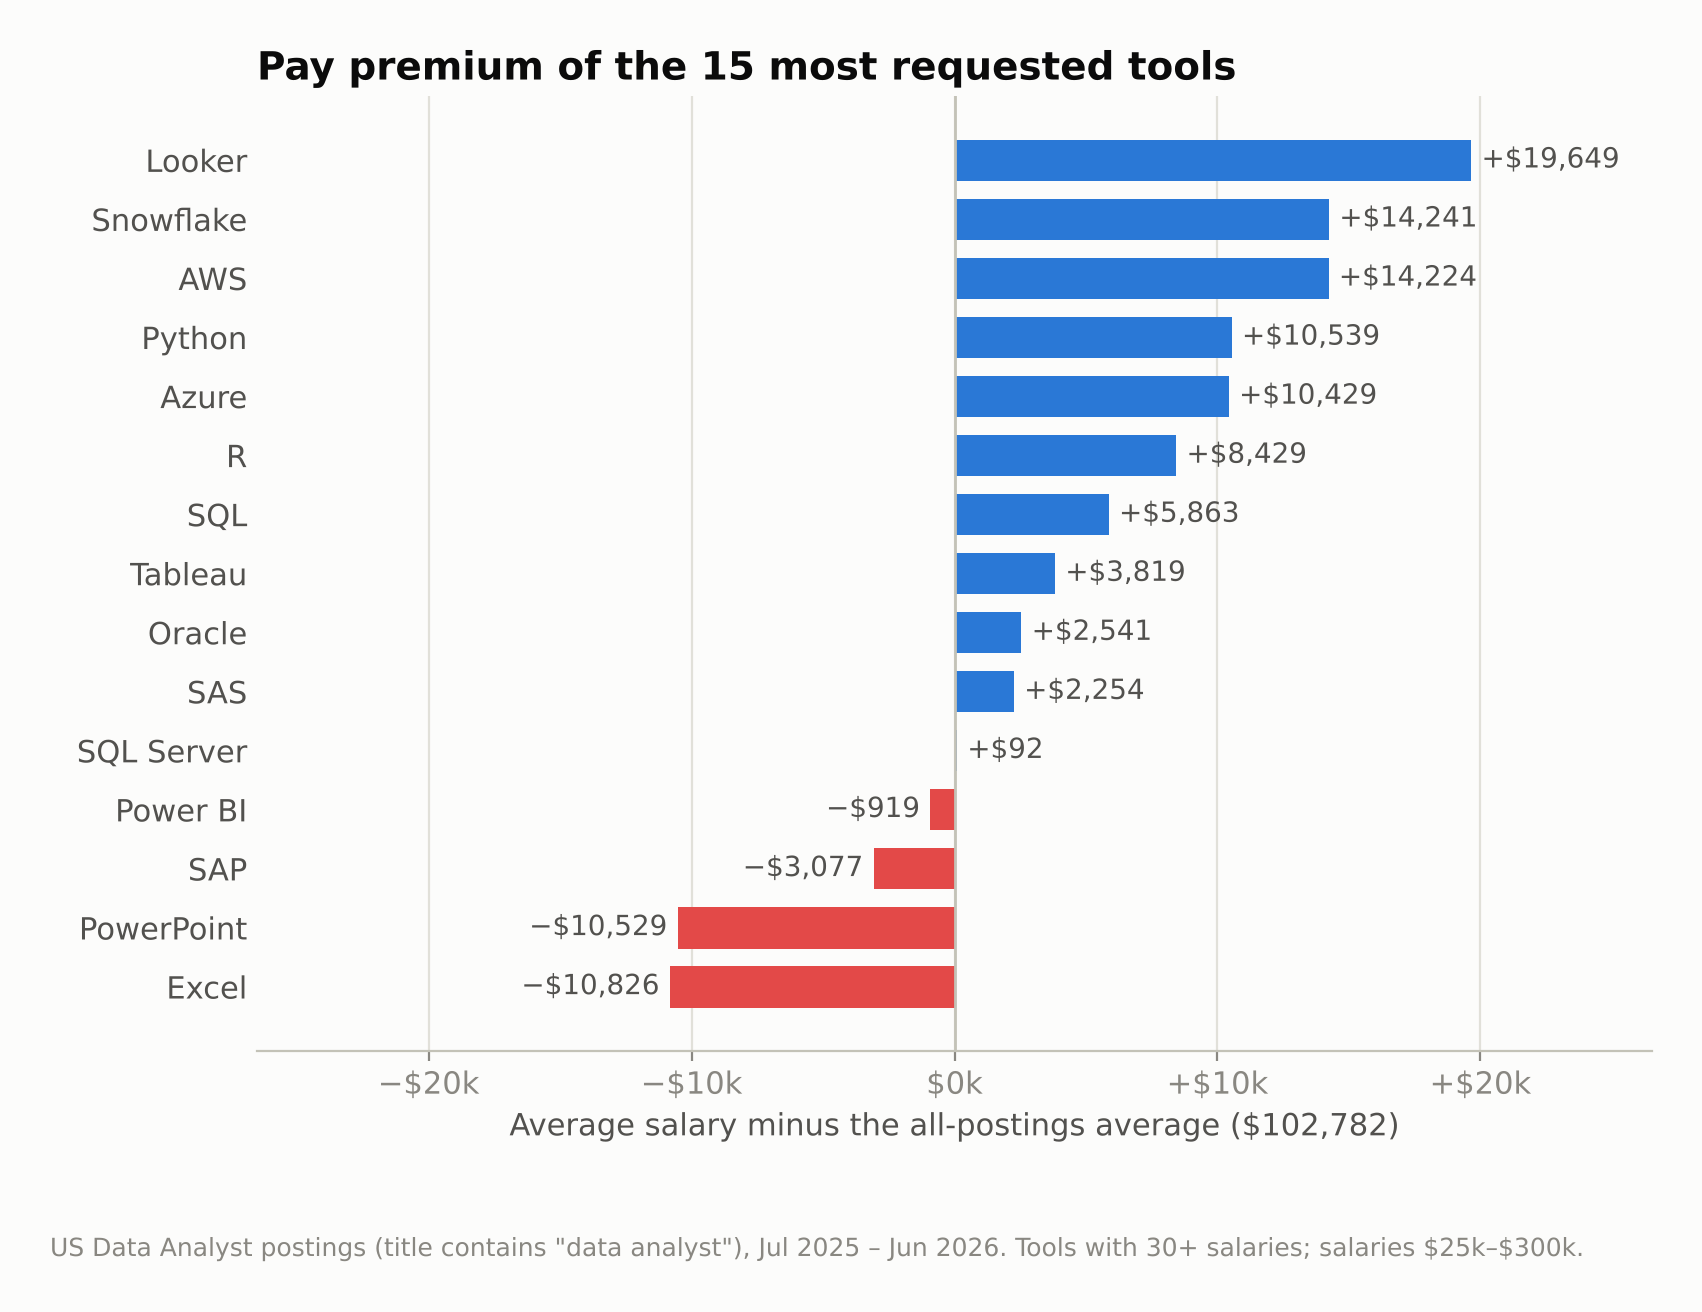 Pay premium of the 15 most requested tools
Looker +$19,649
Snowflake +$14,241
AWS +$14,224
Python +$10,539
Azure +$10,429
R +$8,429
SQL +$5,863
Tableau +$3,819
Oracle +$2,541
SAS +$2,254
SQL Server +$92
Power BI −$919
SAP −$3,077
PowerPoint −$10,529
Excel −$10,826
−$20k −$10k $0k +$10k +$20k
Average salary minus the all-postings average ($102,782)
US Data Analyst postings (title contains "data analyst"), Jul 2025 – Jun 2026. Tools with 30+ salaries; salaries $25k–$300k.